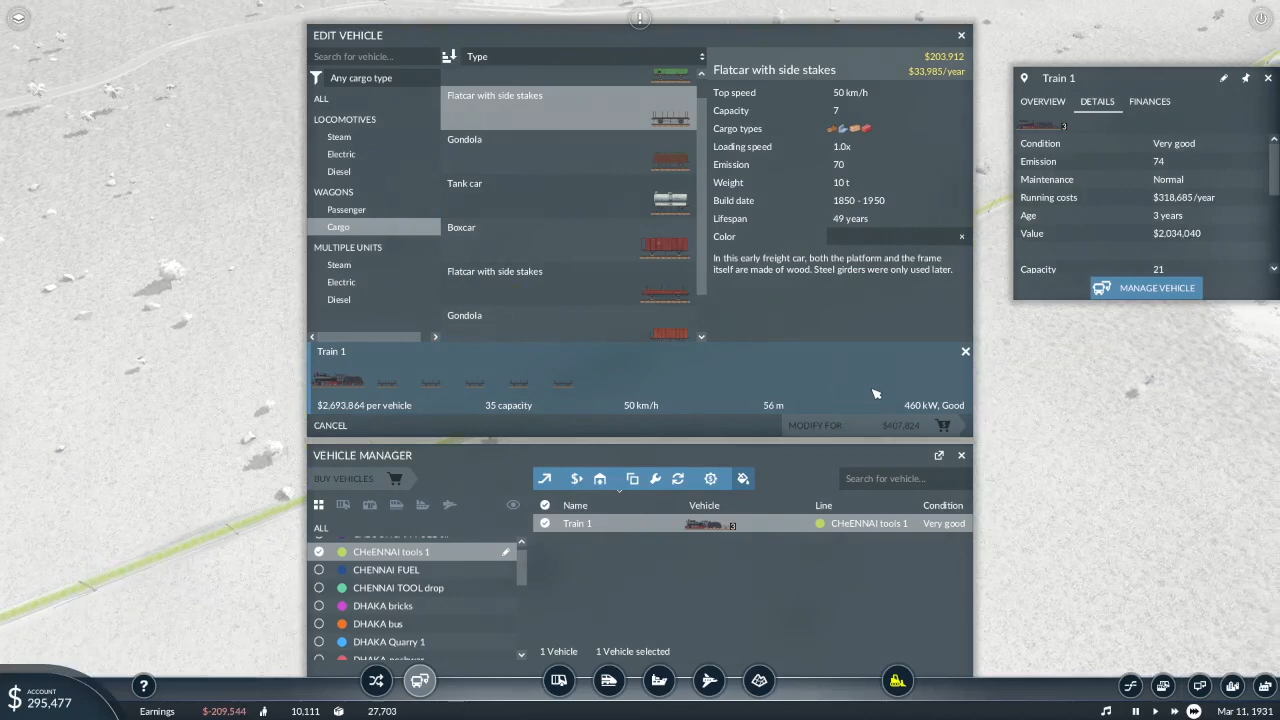 EDIT VEHICLE
Search for vehicle...
Type
Any cargo type
ALL
LOCOMOTIVES
Steam
Electric
Diesel
WAGONS
Passenger
Cargo
MULTIPLE UNITS
Steam
Electric
Diesel
Flatcar with side stakes
Gondola
Tank car
Boxcar
Flatcar with side stakes
Gondola
Flatcar with side stakes
$203,912
$33,985/year
Top speed 50 km/h
Capacity 7
Cargo types
Loading speed 1.0x
Emission 70
Weight 10 t
Build date 1850 - 1950
Lifespan 49 years
Color
In this early freight car, both the platform and the frame
itself are made of wood. Steel girders were only used later.
Train 1
$2,693,864 per vehicle 35 capacity 50 km/h 56 m 460 kW, Good
CANCEL
MODIFY FOR $407,824
Train 1
OVERVIEW DETAILS FINANCES
3
Condition Very good
Emission 74
Maintenance Normal
Running costs $318,685/year
Age 3 years
Value $2,034,040
Capacity 21
MANAGE VEHICLE
VEHICLE MANAGER
BUY VEHICLES
Search for vehicle...
ALL
CHeENNAI tools 1
CHENNAI FUEL
CHENNAI TOOL drop
DHAKA bricks
DHAKA bus
DHAKA Quarry 1
Name Vehicle Line Condition
Train 1 3 CHeENNAI tools 1 Very good
1 Vehicle 1 Vehicle selected
$ ACCOUNT
295,477
?
Earnings $-209,544 10,111 27,703
Mar 11, 1931